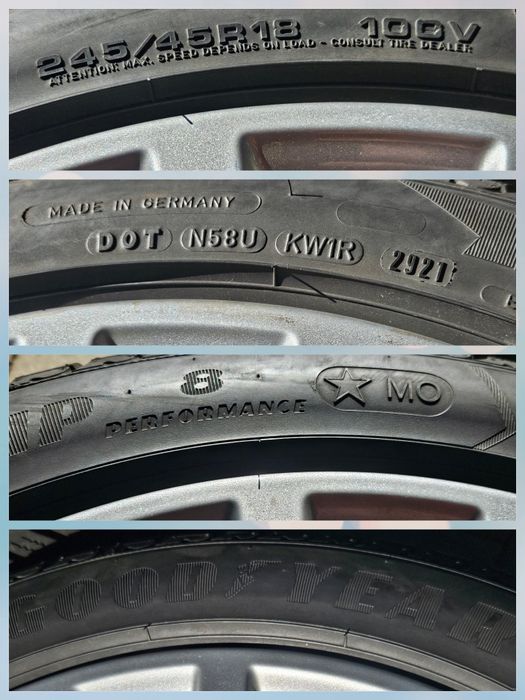 245/45R18 100V
ATTENTION: MAX. SPEED DEPENDS ON LOAD - CONSULT TIRE DEALER
MADE IN GERMANY
DOT N58U KW1R 2921
IP
PERFORMANCE
MO
GOODYEAR